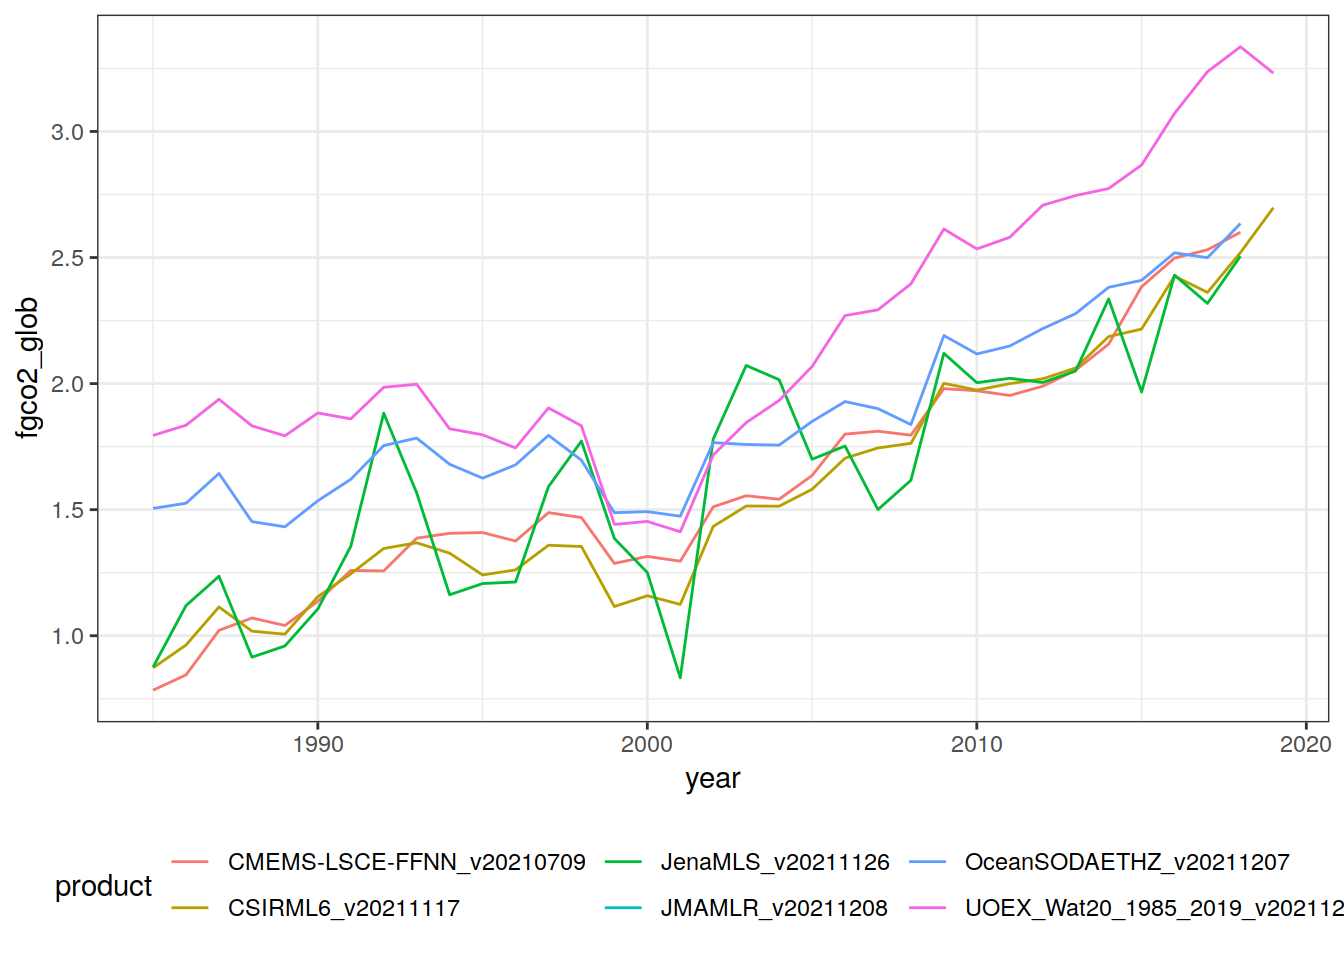 3.0
2.5
2.0
1.5
1.0
fgco2_glob
1990 2000 2010 2020
year
product
CMEMS-LSCE-FFNN_v20210709 JenaMLS_v20211126 OceanSODAETHZ_v20211207
CSIRML6_v20211117 JMAMLR_v20211208 UOEX_Wat20_1985_2019_v202112